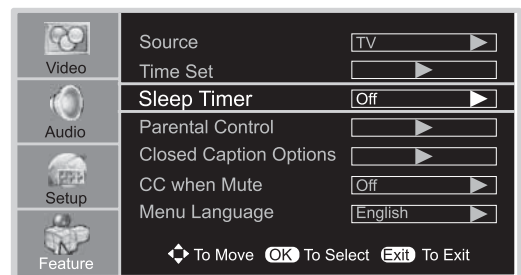 Video
Audio
Setup
Feature
Source TV
Time Set
Sleep Timer Off
Parental Control
Closed Caption Options
CC when Mute Off
Menu Language English
To Move OK To Select Exit To Exit